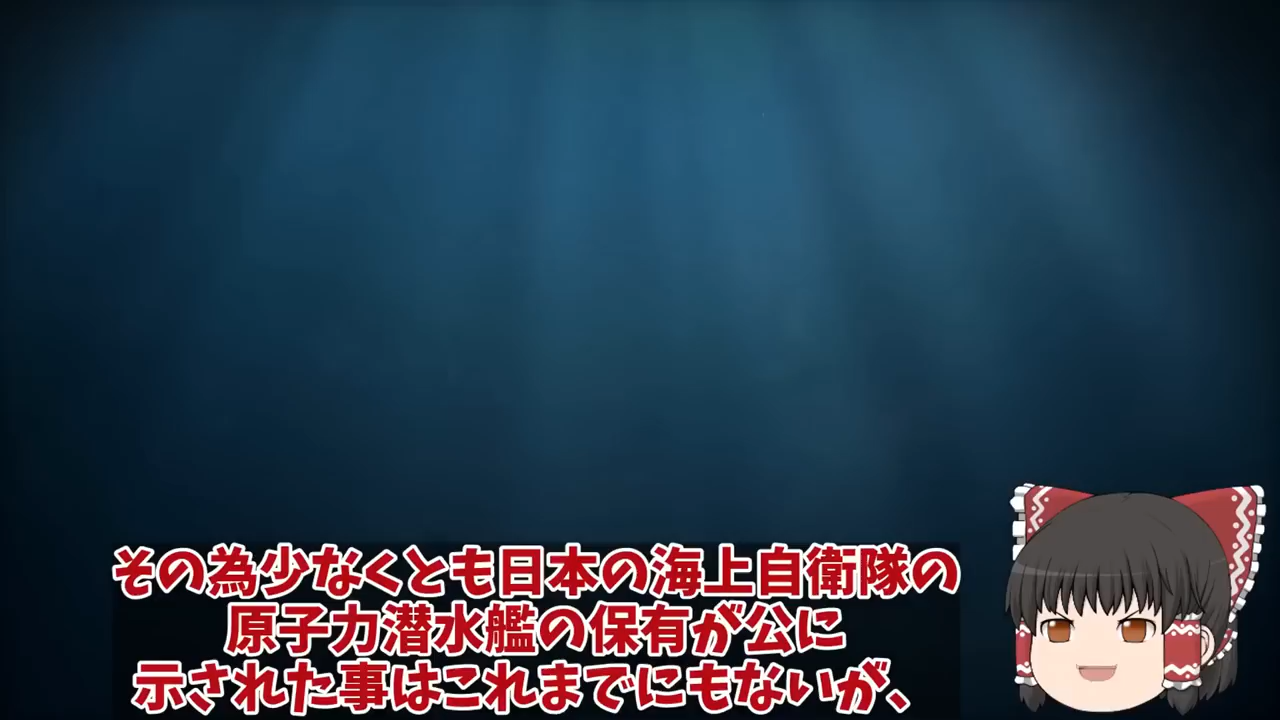 その為少なくとも日本の海上自衛隊の
原子力潜水艦の保有が公に
示された事はこれまでにもないが、